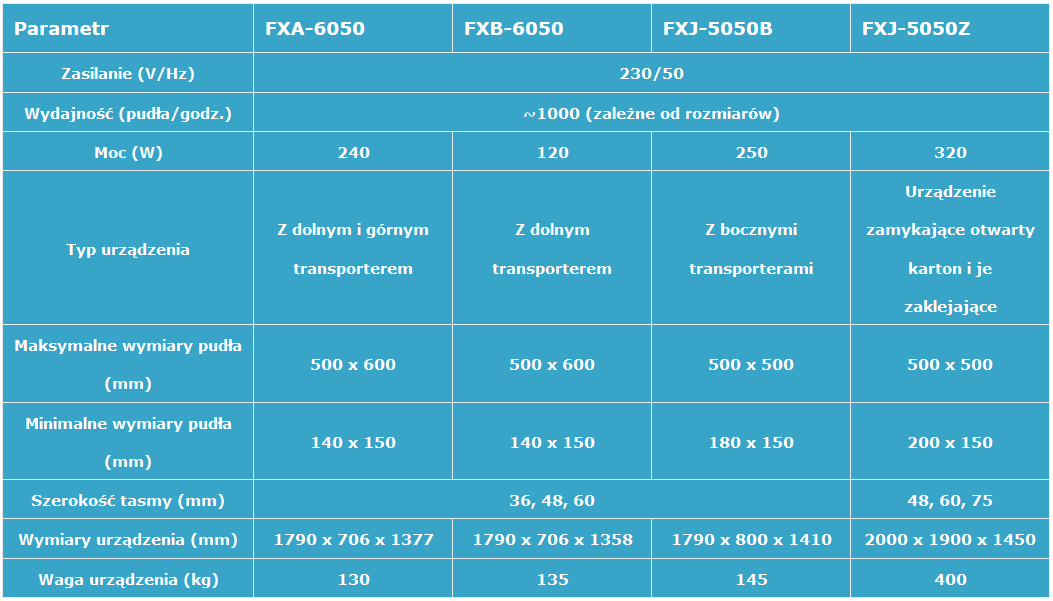 Parametr FXA-6050 FXB-6050 FXJ-5050B FXJ-5050Z
Zasilanie (V/Hz) 230/50
Wydajność (pudła/godz.) ~1000 (zależne od rozmiarów)
Moc (W) 240 120 250 320
Typ urządzenia
Z dolnym i górnym
transporterem
Z dolnym
transporterem
Z bocznymi
transporterami
Urządzenie
zamykające otwarty
karton i je
zaklejające
Maksymalne wymiary pudła
(mm)
500 x 600 500 x 600 500 x 500 500 x 500
Minimalne wymiary pudła
(mm)
140 x 150 140 x 150 180 x 150 200 x 150
Szerokość tasmy (mm) 36, 48, 60 48, 60, 75
Wymiary urządzenia (mm) 1790 x 706 x 1377 1790 x 706 x 1358 1790 x 800 x 1410 2000 x 1900 x 1450
Waga urządzenia (kg) 130 135 145 400